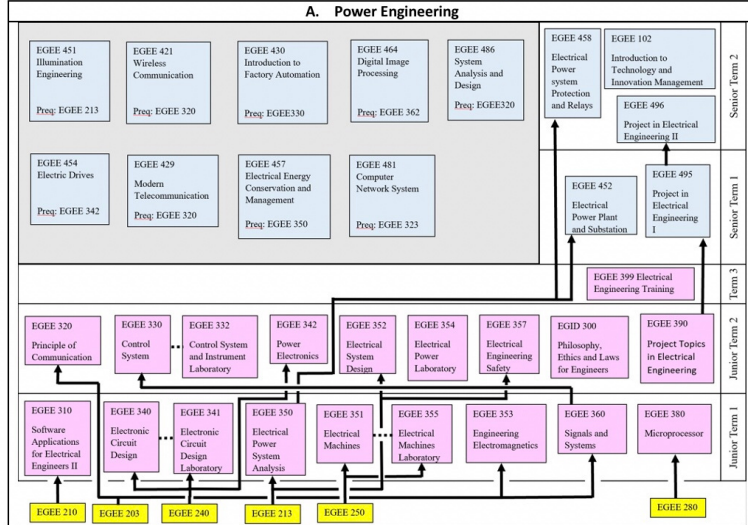 A. Power Engineering
EGEE 451
Illumination
Engineering
Preq: EGEE 213
EGEE 421
Wireless
Communication
Preq: EGEE 320
EGEE 430
Introduction to
Factory Automation
Preq: EGEE330
EGEE 464
Digital Image
Processing
Preq: EGEE 362
EGEE 486
System
Analysis and
Design
Preq: EGEE320
EGEE 458
Electrical
Power
system
Protection
and Relays
EGEE 102
Introduction to
Technology and
Innovation Management
EGEE 496
Project in Electrical
Engineering II
Senior Term 2
EGEE 454
Electric Drives
Preq: EGEE 342
EGEE 429
Modern
Telecommunication
Preq: EGEE 320
EGEE 457
Electrical Energy
Conservation and
Management
Preq: EGEE 350
EGEE 481
Computer
Network System
Preq: EGEE 323
EGEE 452
Electrical
Power Plant
and Substation
EGEE 495
Project in
Electrical
Engineering
I
Senior Term 1
EGEE 399 Electrical
Engineering Training
Term 3
EGEE 320
Principle of
Communication
EGEE 330
Control
System
EGEE 332
Control System
and Instrument
Laboratory
EGEE 342
Power
Electronics
EGEE 352
Electrical
System
Design
EGEE 354
Electrical
Power
Laboratory
EGEE 357
Electrical
Engineering
Safety
EGID 300
Philosophy,
Ethics and Laws
for Engineers
EGEE 390
Project Topics
in Electrical
Engineering
Junior Term 2
EGEE 310
Software
Applications
for Electrical
Engineers II
EGEE 340
Electronic
Circuit
Design
EGEE 341
Electronic
Circuit
Design
Laboratory
EGEE 350
Electrical
Power
System
Analysis
EGEE 351
Electrical
Machines
EGEE 355
Electrical
Machines
Laboratory
EGEE 353
Engineering
Electromagnetics
EGEE 360
Signals and
Systems
EGEE 380
Microprocessor
Junior Term 1
EGEE 210
EGEE 203
EGEE 240
EGEE 213
EGEE 250
EGEE 280